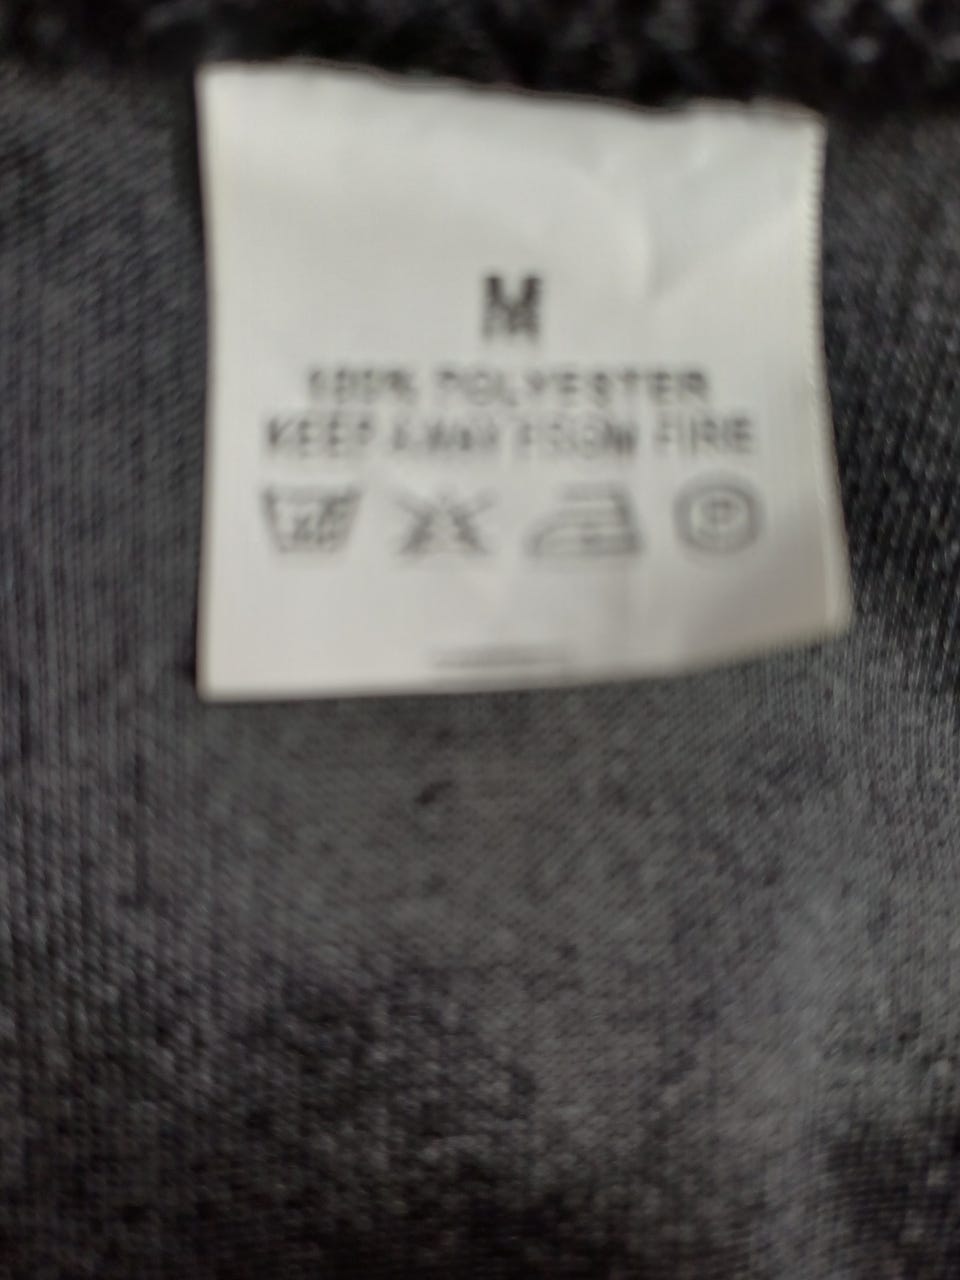 M
100% POLYESTER
KEEP AWAY FROM FIRE
P